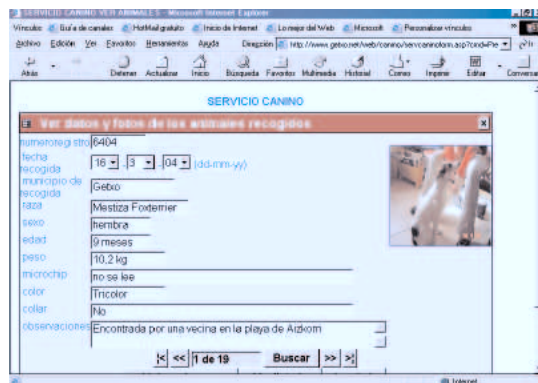 SERVICIO CANINO VER ANIMALES - Microsoft Internet Explorer
Vínculos Guía de canales HotMail gratuito Inicio de Internet Lo mejor del Web Microsoft Personalizar vínculos »
Archivo Edición Ver Favoritos Herramientas Ayuda Dirección
Atrás Detener Actualizar Inicio Búsqueda Favoritos Multimedia Historial Correo Imprimir Editar
SERVICIO CANINO
Ver datos y fotos de los animales recogidos
numeroregistro 6404
fecha recogida 16 . 3 . 04 (dd-mm-yy)
municipio de recogida Getxo
raza Mestiza Foxterrier
sexo hembra
edad 9 meses
peso 10,2 kg
microchip no se lee
color Tricolor
collar No
observaciones Encontrada por una vecina en la playa de Aizkorri
|< << 1 de 19 Buscar >> >|
Internet